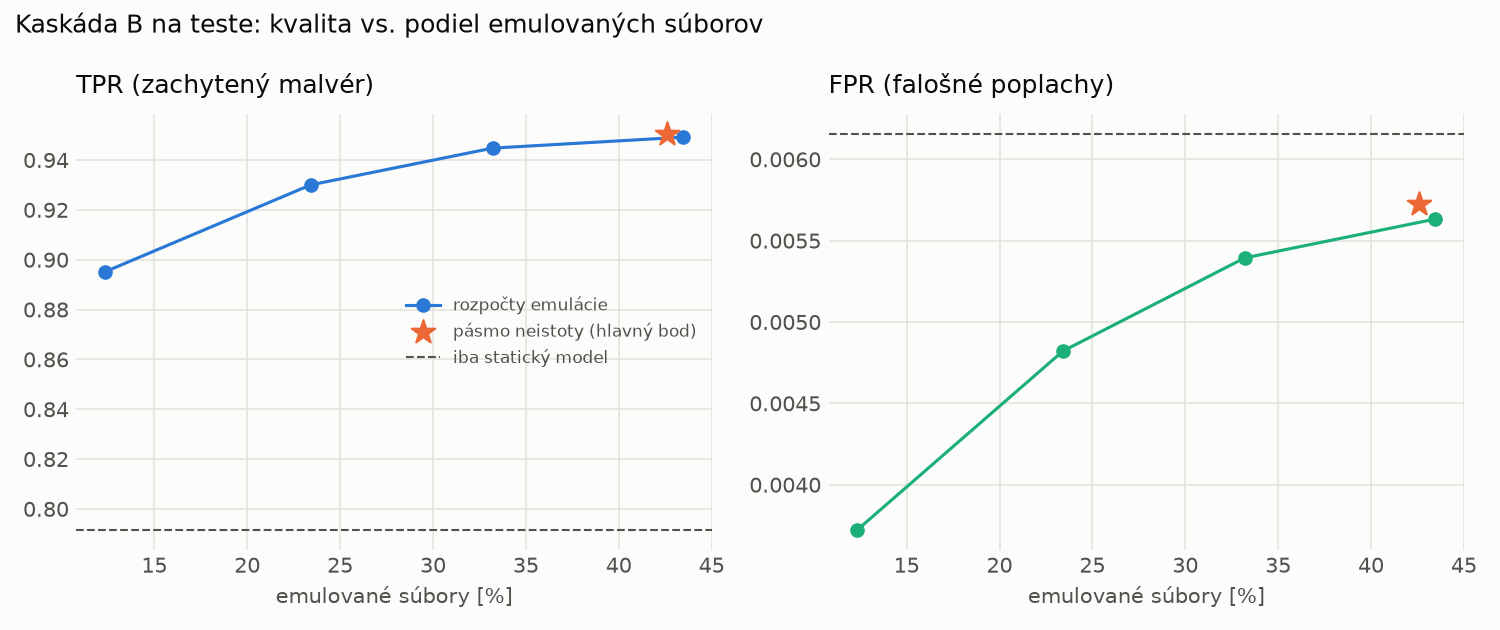 Kaskáda B na teste: kvalita vs. podiel emulovaných súborov
TPR (zachytený malvér)
0.94
0.92
0.90
0.88
0.86
0.84
0.82
0.80
rozpočty emulácie
pásmo neistoty (hlavný bod)
iba statický model
15 20 25 30 35 40 45
emulované súbory [%]
FPR (falošné poplachy)
0.0060
0.0055
0.0050
0.0045
0.0040
15 20 25 30 35 40 45
emulované súbory [%]